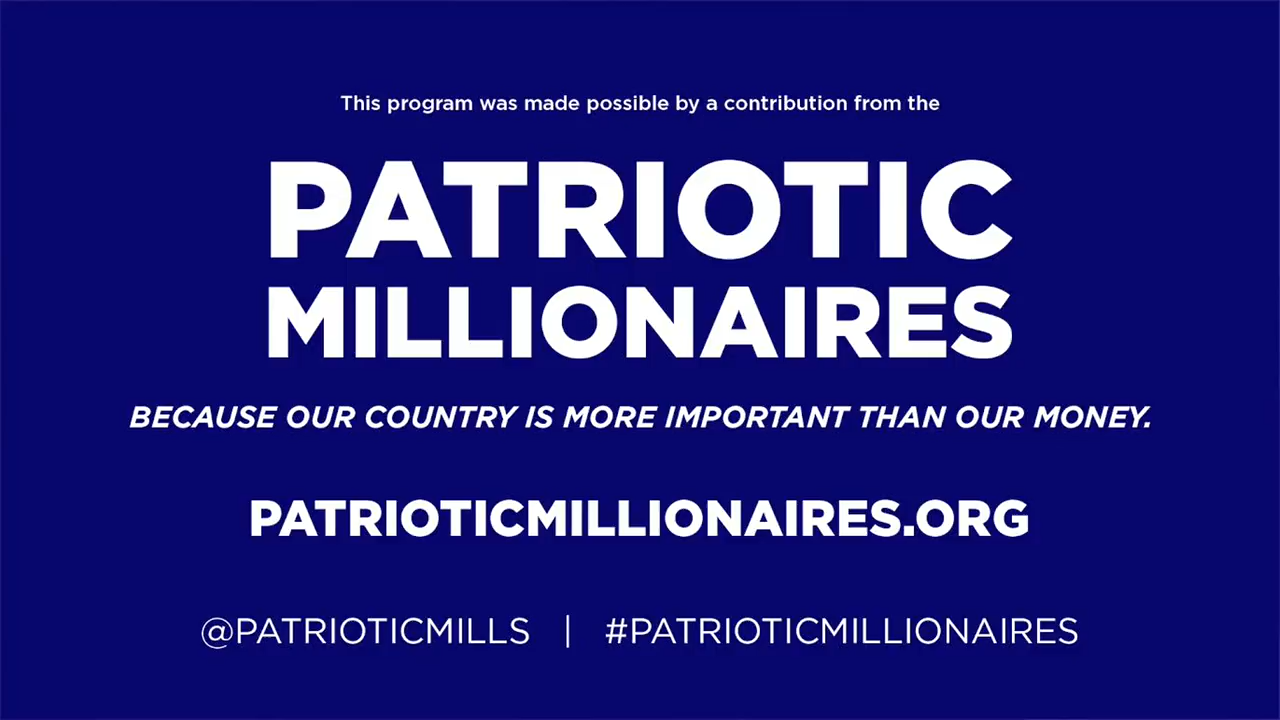 This program was made possible by a contribution from the
PATRIOTIC
MILLIONAIRES
BECAUSE OUR COUNTRY IS MORE IMPORTANT THAN OUR MONEY.
PATRIOTICMILLIONAIRES.ORG
@PATRIOTICMILLS | #PATRIOTICMILLIONAIRES